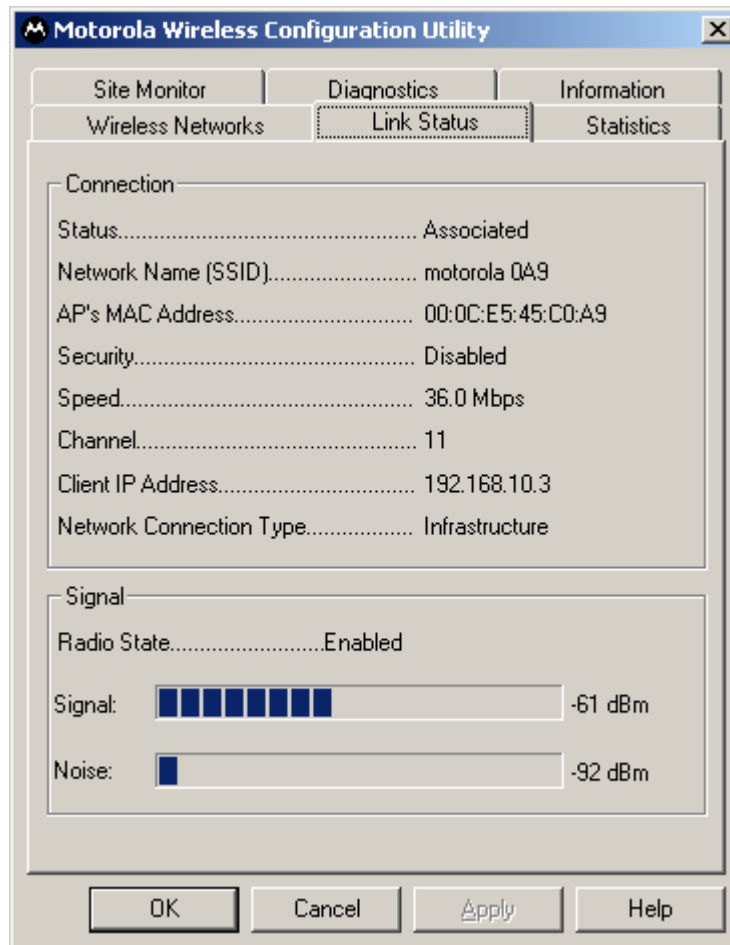 Motorola Wireless Configuration Utility
Site Monitor Diagnostics Information
Wireless Networks Link Status Statistics
Connection
Status.................................................. Associated
Network Name (SSID)......................... motorola 0A9
AP's MAC Address.............................. 00:0C:E5:45:C0:A9
Security............................................... Disabled
Speed................................................. 36.0 Mbps
Channel............................................... 11
Client IP Address................................. 192.168.10.3
Network Connection Type.................. Infrastructure
Signal
Radio State..........................Enabled
Signal: -61 dBm
Noise: -92 dBm
OK Cancel Apply Help